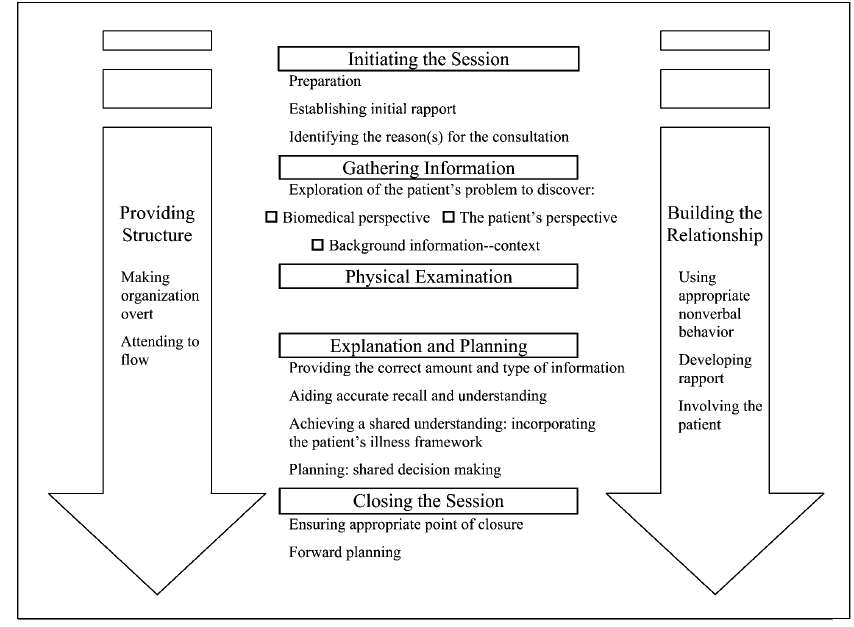 Initiating the Session
Preparation
Establishing initial rapport
Identifying the reason(s) for the consultation
Gathering Information
Exploration of the patient's problem to discover:
Biomedical perspective
The patient's perspective
Background information--context
Physical Examination
Explanation and Planning
Providing the correct amount and type of information
Aiding accurate recall and understanding
Achieving a shared understanding: incorporating
the patient's illness framework
Planning: shared decision making
Closing the Session
Ensuring appropriate point of closure
Forward planning
Providing
Structure
Making
organization
overt
Attending to
flow
Building the
Relationship
Using
appropriate
nonverbal
behavior
Developing
rapport
Involving the
patient